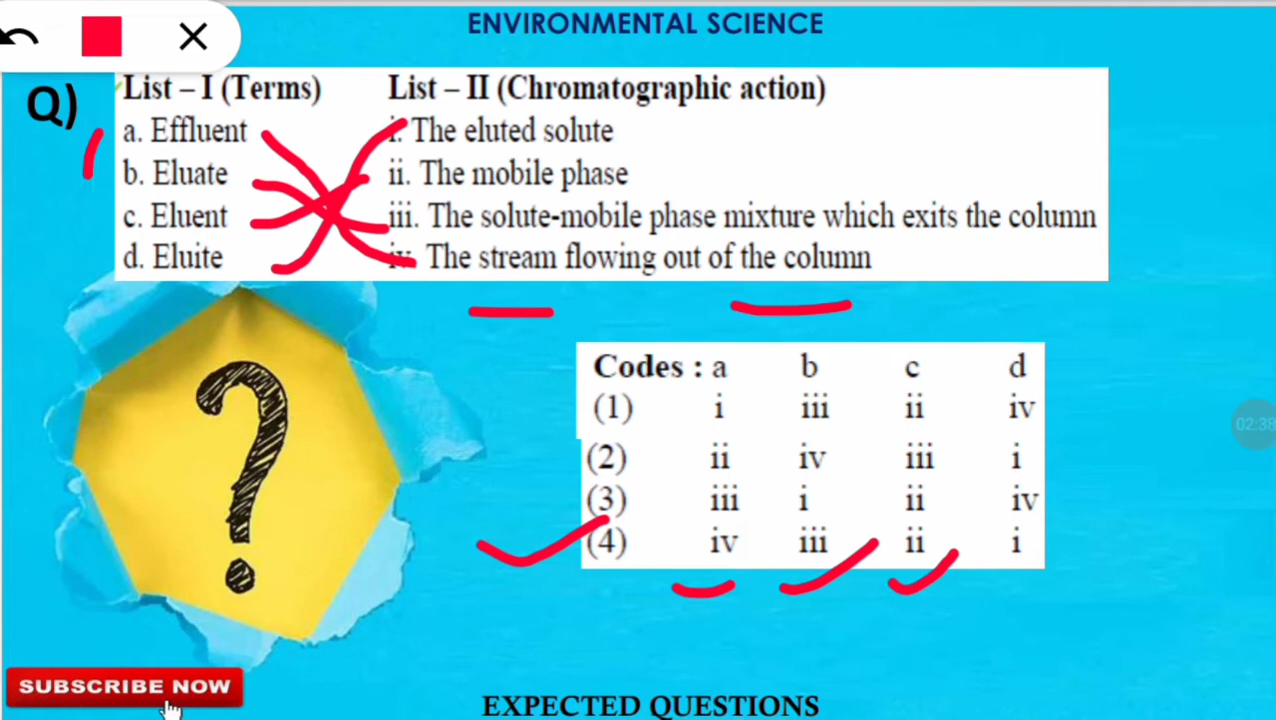 ENVIRONMENTAL SCIENCE
Q)
List – I (Terms) List – II (Chromatographic action)
a. Effluent i. The eluted solute
b. Eluate ii. The mobile phase
c. Eluent iii. The solute-mobile phase mixture which exits the column
d. Eluite iv. The stream flowing out of the column
Codes : a b c d
(1) i iii ii iv
(2) ii iv iii i
(3) iii i ii iv
(4) iv iii ii i
02:38
SUBSCRIBE NOW
EXPECTED QUESTIONS